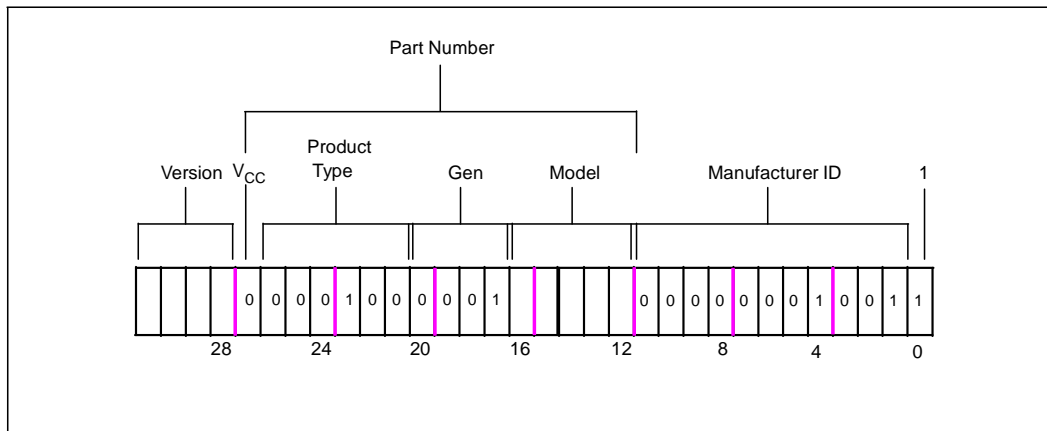 Part Number
Product
Version V_CC Type Gen Model Manufacturer ID 1
0 0 0 0 1 0 0 0 0 0 1 0 0 0 0 0 0 0 1 0 0 1 1
28 24 20 16 12 8 4 0